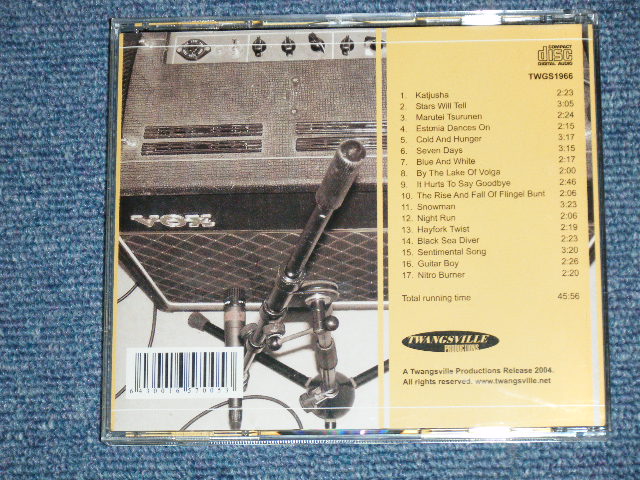 COMPACT
disc
DIGITAL AUDIO
TWGS1966
1. Katjusha 2:23
2. Stars Will Tell 3:05
3. Marutei Tsurunen 2:24
4. Estonia Dances On 2:15
5. Cold And Hunger 3:17
6. Seven Days 3:15
7. Blue And White 2:17
8. By The Lake Of Volga 2:00
9. It Hurts To Say Goodbye 2:46
10. The Rise And Fall Of Flingel Bunt 2:06
11. Snowman 3:23
12. Night Run 2:06
13. Hayfork Twist 2:19
14. Black Sea Diver 2:23
15. Sentimental Song 3:20
16. Guitar Boy 2:26
17. Nitro Burner 2:20
Total running time 45:56
VOX
TWANGSVILLE
PRODUCTIONS
A Twangsville Productions Release 2004.
All rights reserved. www.twangsville.net
6 430016 570053